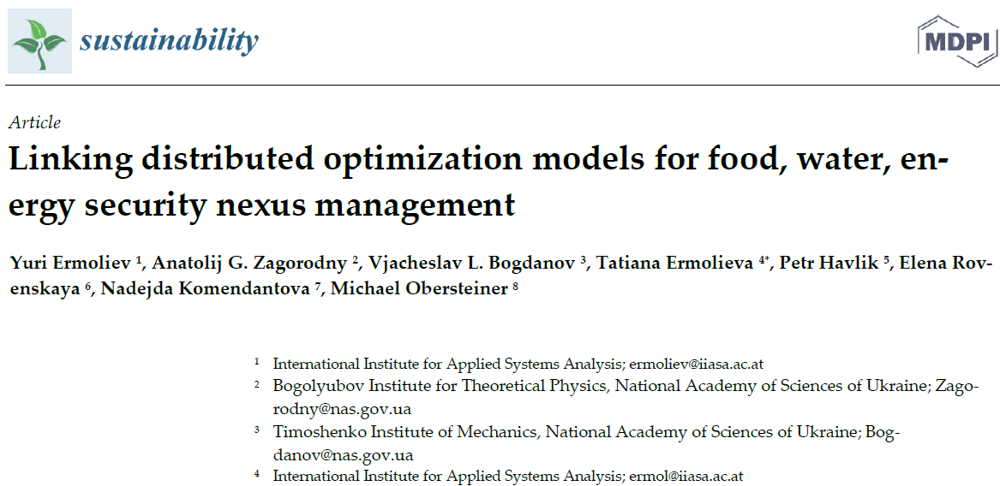 sustainability
MDPI
Article
Linking distributed optimization models for food, water, en-
ergy security nexus management
Yuri Ermoliev ¹, Anatolij G. Zagorodny ², Vjacheslav L. Bogdanov ³, Tatiana Ermolieva ⁴*, Petr Havlik ⁵, Elena Rov-
enskaya ⁶, Nadejda Komendantova ⁷, Michael Obersteiner ⁸
¹ International Institute for Applied Systems Analysis; ermoliev@iiasa.ac.at
² Bogolyubov Institute for Theoretical Physics, National Academy of Sciences of Ukraine; Zago-
rodny@nas.gov.ua
³ Timoshenko Institute of Mechanics, National Academy of Sciences of Ukraine; Bog-
danov@nas.gov.ua
⁴ International Institute for Applied Systems Analysis; ermol@iiasa.ac.at